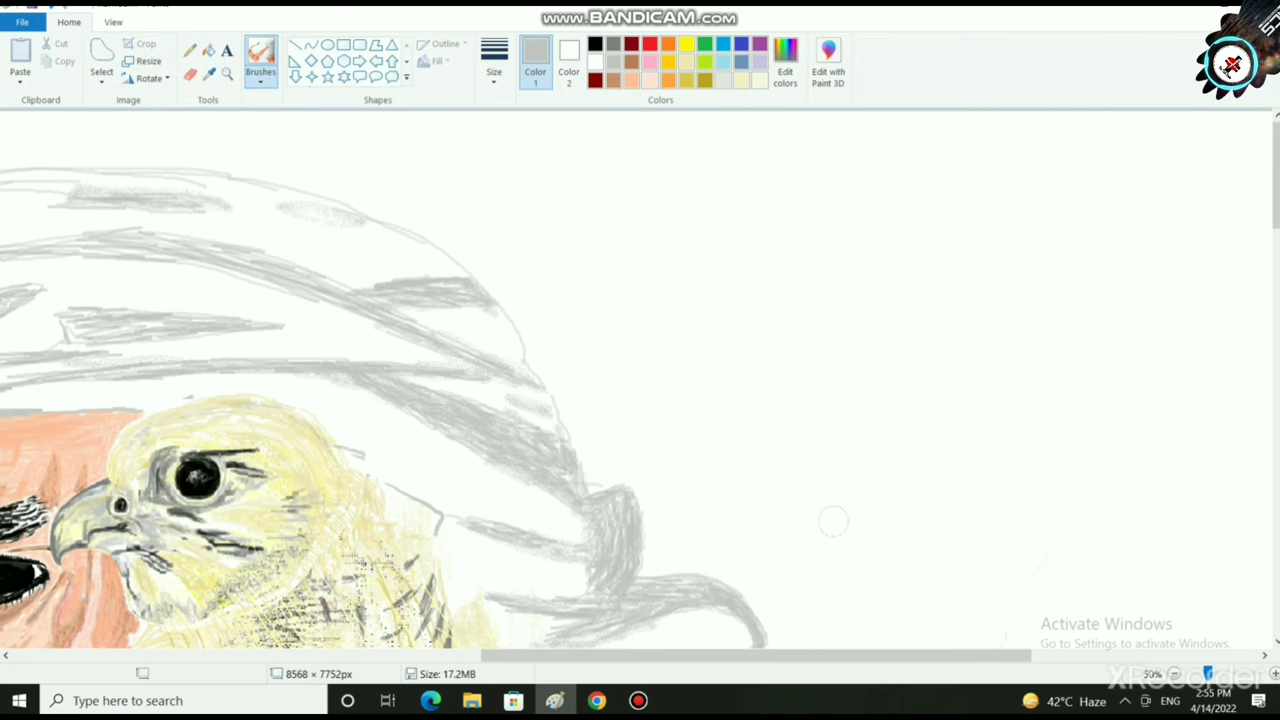 www.BANDICAM.com
File
Home
View
Paste
Cut
Copy
Clipboard
Select
Crop
Resize
Rotate
Image
Tools
Brushes
Shapes
Outline
Fill
Size
Color
1
Color
2
Edit
colors
Colors
Edit with
Paint 3D
Activate Windows
Go to Settings to activate Windows.
8568 × 7752px
Size: 17.2MB
XRecorder
Type here to search
42°C Haze
ENG
2:55 PM
4/14/2022